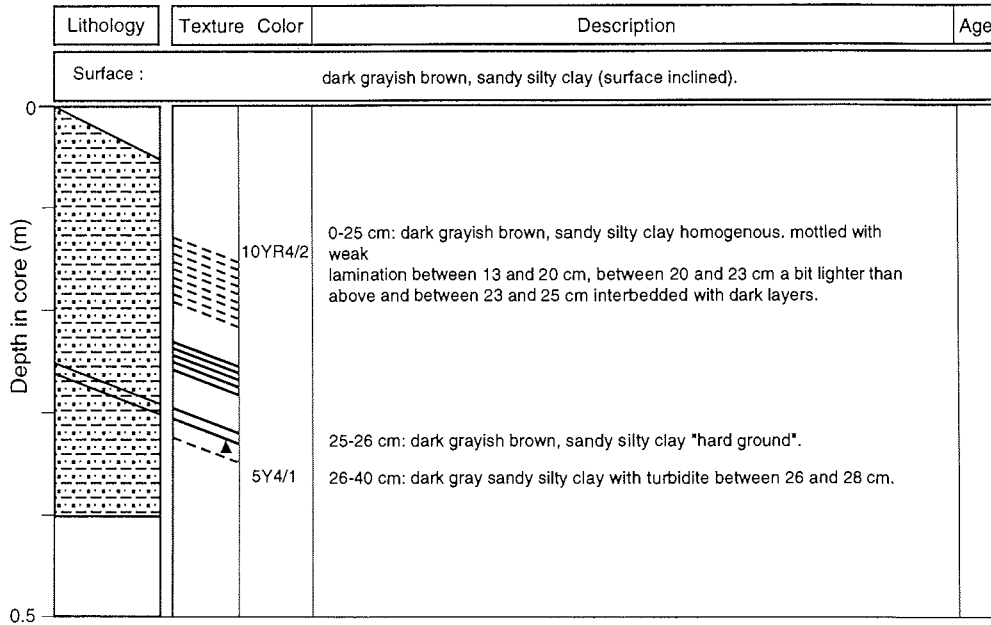 Lithology
Texture Color
Description
Age
Surface :
dark grayish brown, sandy silty clay (surface inclined).
0
Depth in core (m)
10YR4/2
0-25 cm: dark grayish brown, sandy silty clay homogenous. mottled with
weak
lamination between 13 and 20 cm, between 20 and 23 cm a bit lighter than
above and between 23 and 25 cm interbedded with dark layers.
25-26 cm: dark grayish brown, sandy silty clay "hard ground".
5Y4/1
26-40 cm: dark gray sandy silty clay with turbidite between 26 and 28 cm.
0.5